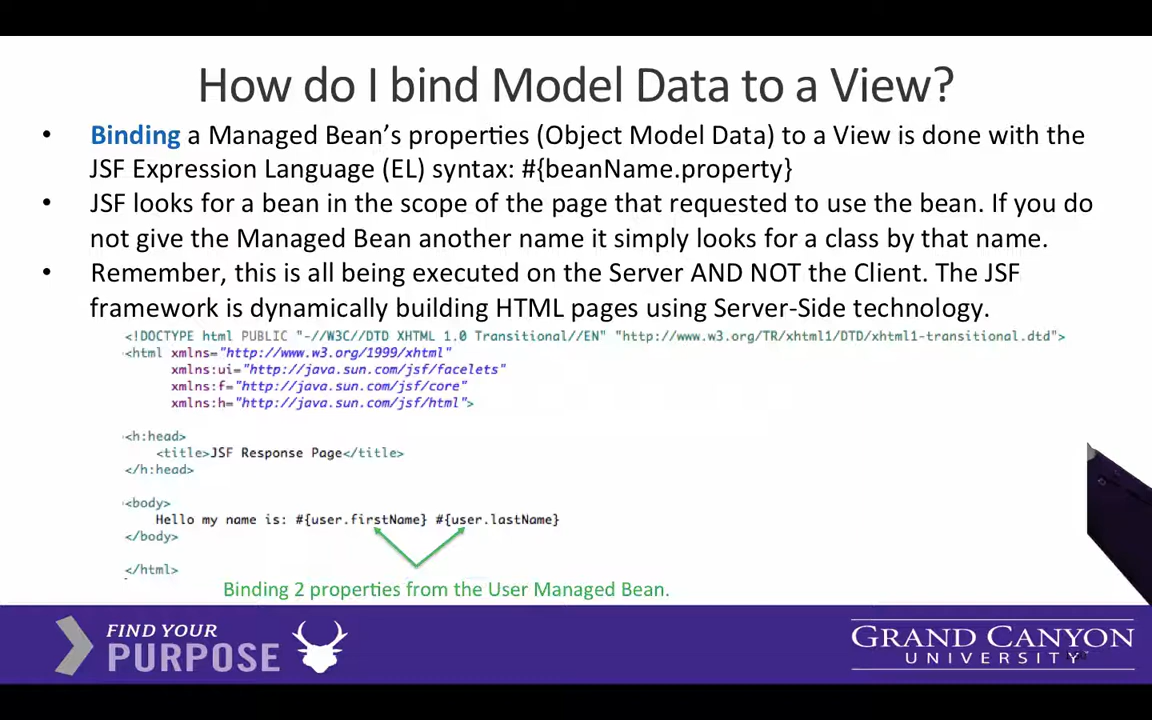 How do I bind Model Data to a View?
• Binding a Managed Bean's properties (Object Model Data) to a View is done with the
JSF Expression Language (EL) syntax: #{beanName.property}
• JSF looks for a bean in the scope of the page that requested to use the bean. If you do
not give the Managed Bean another name it simply looks for a class by that name.
• Remember, this is all being executed on the Server AND NOT the Client. The JSF
framework is dynamically building HTML pages using Server-Side technology.
<!DOCTYPE html PUBLIC "-//W3C//DTD XHTML 1.0 Transitional//EN" "http://www.w3.org/TR/xhtml1/DTD/xhtml1-transitional.dtd">
<html xmlns="http://www.w3.org/1999/xhtml"
xmlns:ui="http://java.sun.com/jsf/facelets"
xmlns:f="http://java.sun.com/jsf/core"
xmlns:h="http://java.sun.com/jsf/html">
<h:head>
<title>JSF Response Page</title>
</h:head>
<body>
Hello my name is: #{user.firstName} #{user.lastName}
</body>
</html>
Binding 2 properties from the User Managed Bean.
FIND YOUR
PURPOSE
GRAND CANYON
UNIVERSITY